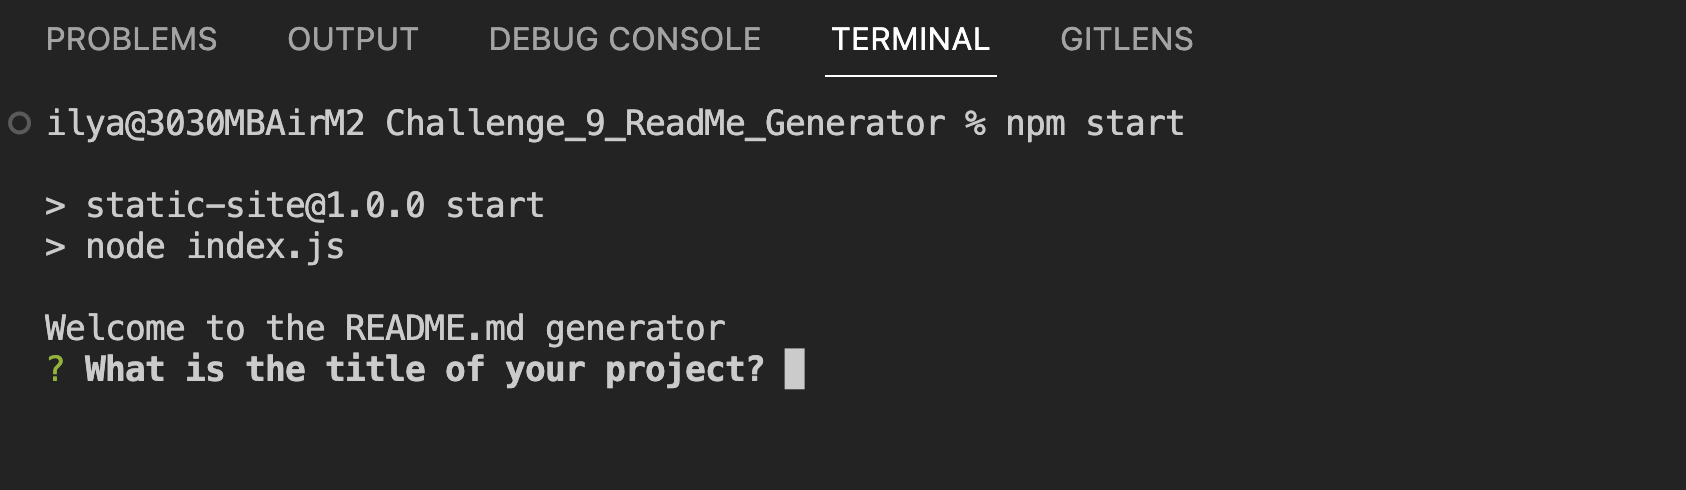 PROBLEMS OUTPUT DEBUG CONSOLE TERMINAL GITLENS
ilya@3030MBAirM2 Challenge_9_ReadMe_Generator % npm start
> static-site@1.0.0 start
> node index.js
Welcome to the README.md generator
? What is the title of your project?